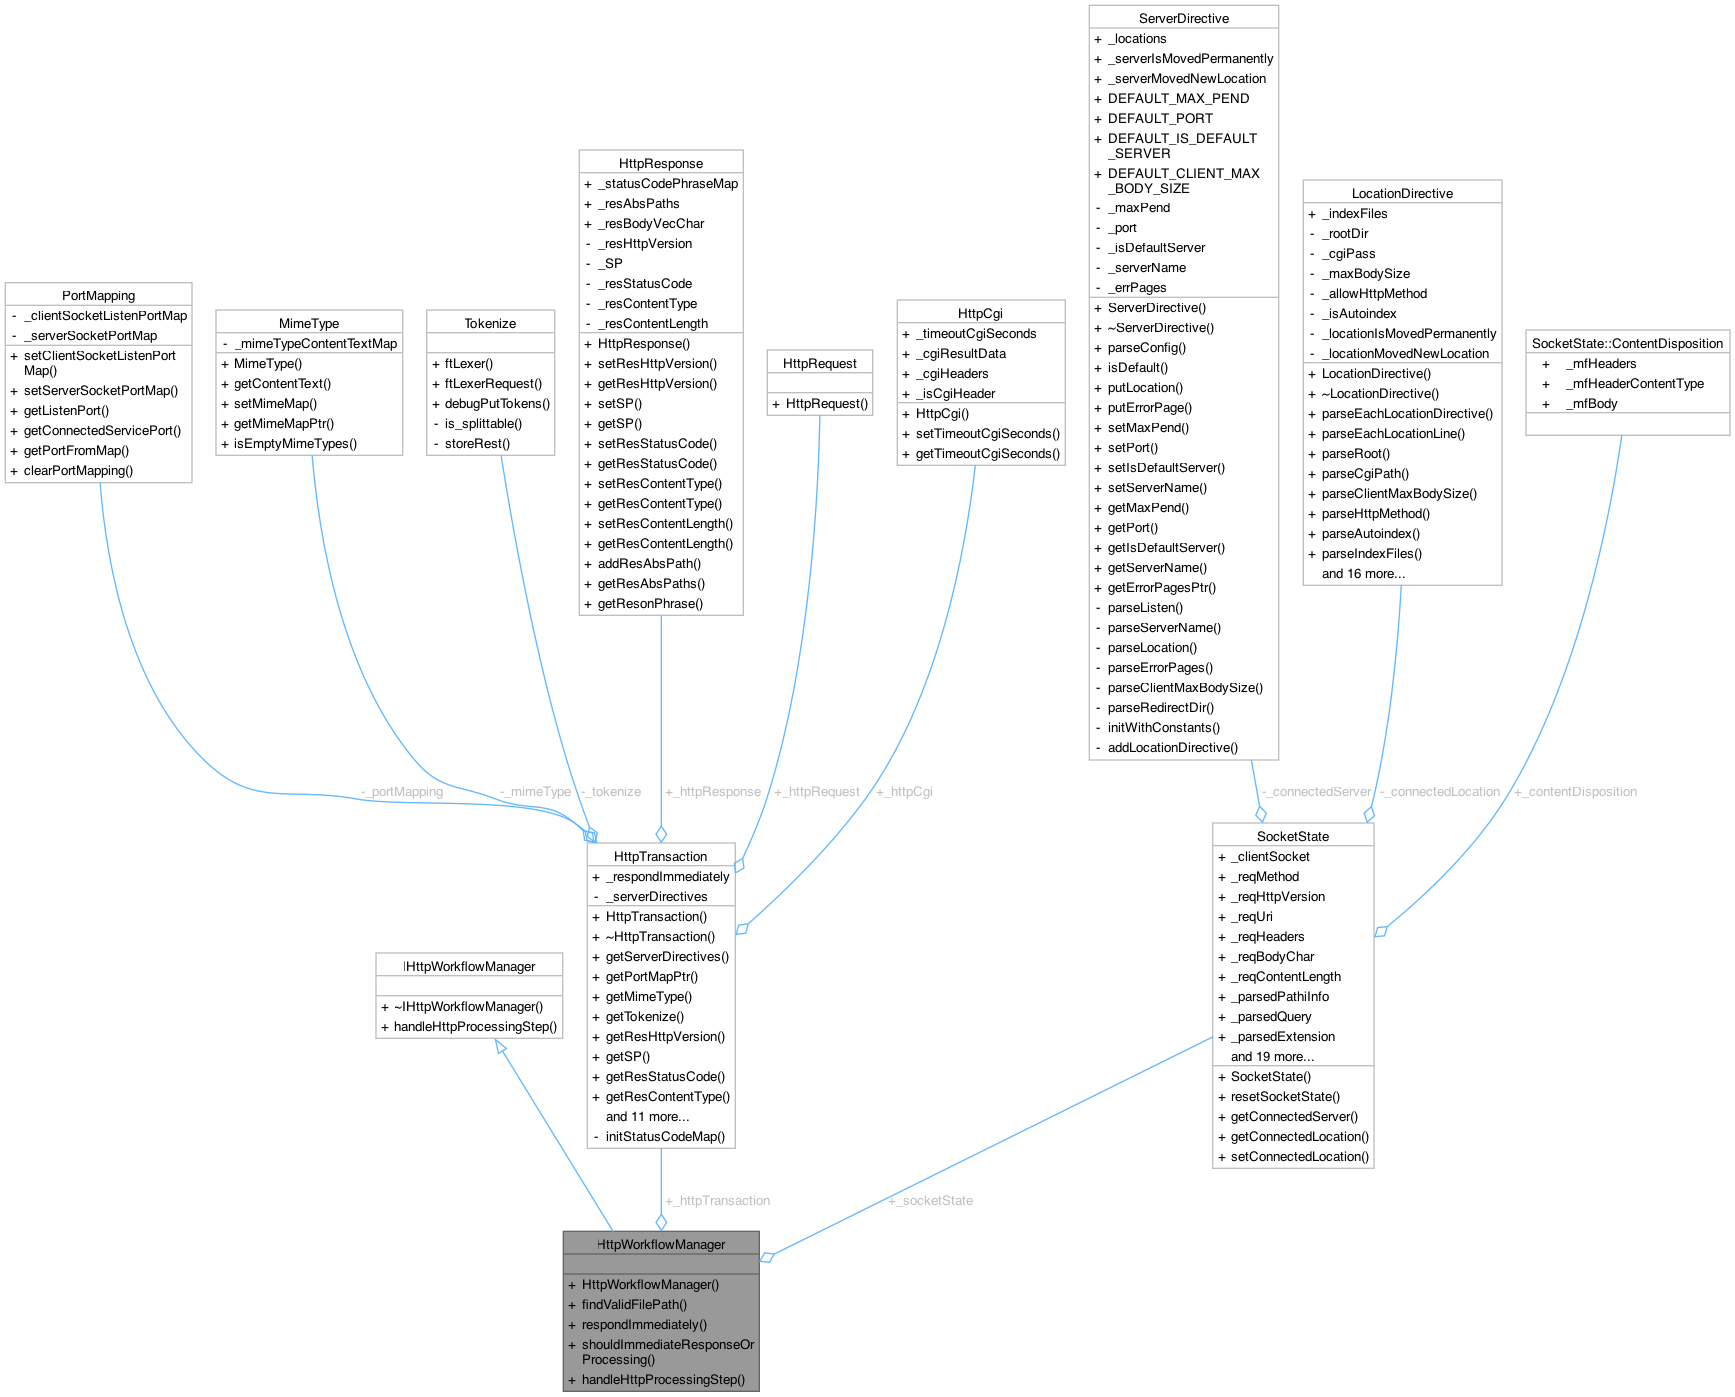 ServerDirective
+ _locations
+ _serverIsMovedPermanently
+ _serverMovedNewLocation
+ DEFAULT_MAX_PEND
+ DEFAULT_PORT
+ DEFAULT_IS_DEFAULT
_SERVER
+ DEFAULT_CLIENT_MAX
_BODY_SIZE
- _maxPend
- _port
- _isDefaultServer
- _serverName
- _errPages
+ ServerDirective()
+ ~ServerDirective()
+ parseConfig()
+ isDefault()
+ putLocation()
+ putErrorPage()
+ setMaxPend()
+ setPort()
+ setIsDefaultServer()
+ setServerName()
+ getMaxPend()
+ getPort()
+ getIsDefaultServer()
+ getServerName()
+ getErrorPagesPtr()
- parseListen()
- parseServerName()
- parseLocation()
- parseErrorPages()
- parseClientMaxBodySize()
- parseRedirectDir()
- initWithConstants()
- addLocationDirective()
HttpResponse
+ _statusCodePhraseMap
+ _resAbsPaths
+ _resBodyVecChar
- _resHttpVersion
- _SP
- _resStatusCode
- _resContentType
- _resContentLength
+ HttpResponse()
+ setResHttpVersion()
+ getResHttpVersion()
+ setSP()
+ getSP()
+ setResStatusCode()
+ getResStatusCode()
+ setResContentType()
+ getResContentType()
+ setResContentLength()
+ getResContentLength()
+ addResAbsPath()
+ getResAbsPaths()
+ getResonPhrase()
LocationDirective
+ _indexFiles
- _rootDir
- _cgiPass
- _maxBodySize
- _allowHttpMethod
- _isAutoindex
- _locationIsMovedPermanently
- _locationMovedNewLocation
+ LocationDirective()
+ ~LocationDirective()
+ parseEachLocationDirective()
+ parseEachLocationLine()
+ parseRoot()
+ parseCgiPath()
+ parseClientMaxBodySize()
+ parseHttpMethod()
+ parseAutoindex()
+ parseIndexFiles()
and 16 more...
PortMapping
- _clientSocketListenPortMap
- _serverSocketPortMap
+ setClientSocketListenPort
Map()
+ setServerSocketPortMap()
+ getListenPort()
+ getConnectedServicePort()
+ getPortFromMap()
+ clearPortMapping()
MimeType
- _mimeTypeContentTextMap
+ MimeType()
+ getContentText()
+ setMimeMap()
+ getMimeMapPtr()
+ isEmptyMimeTypes()
Tokenize
+ ftLexer()
+ ftLexerRequest()
+ debugPutTokens()
- is_splittable()
- storeRest()
HttpRequest
+ HttpRequest()
HttpCgi
+ _timeoutCgiSeconds
+ _cgiResultData
+ _cgiHeaders
+ _isCgiHeader
+ HttpCgi()
+ setTimeoutCgiSeconds()
+ getTimeoutCgiSeconds()
SocketState::ContentDisposition
+ _mfHeaders
+ _mfHeaderContentType
+ _mfBody
-_portMapping
-_mimeType
-_tokenize
+_httpResponse
+_httpRequest
+_httpCgi
-_connectedServer
-_connectedLocation
+_contentDisposition
HttpTransaction
+ _respondImmediately
- _serverDirectives
+ HttpTransaction()
+ ~HttpTransaction()
+ getServerDirectives()
+ getPortMapPtr()
+ getMimeType()
+ getTokenize()
+ getResHttpVersion()
+ getSP()
+ getResStatusCode()
+ getResContentType()
and 11 more...
- initStatusCodeMap()
SocketState
+ _clientSocket
+ _reqMethod
+ _reqHttpVersion
+ _reqUri
+ _reqHeaders
+ _reqBodyChar
+ _reqContentLength
+ _parsedPathiInfo
+ _parsedQuery
+ _parsedExtension
and 19 more...
+ SocketState()
+ resetSocketState()
+ getConnectedServer()
+ getConnectedLocation()
+ setConnectedLocation()
IHttpWorkflowManager
+ ~IHttpWorkflowManager()
+ handleHttpProcessingStep()
+_httpTransaction
+_socketState
HttpWorkflowManager
+ HttpWorkflowManager()
+ findValidFilePath()
+ respondImmediately()
+ shouldImmediateResponseOr
Processing()
+ handleHttpProcessingStep()